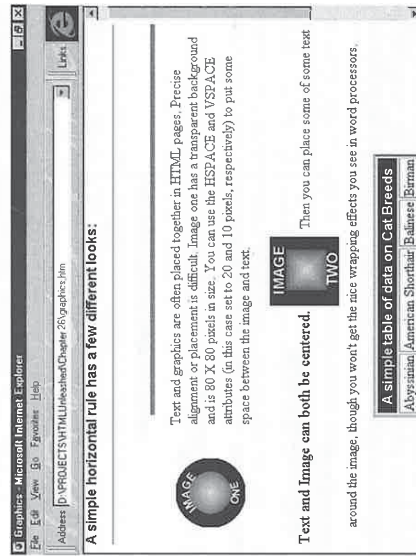 Graphics - Microsoft Internet Explorer
File Edit View Go Favorites Help
Address D:\PROJECTS\HTMLUnleashed\Chapter 26\graphics.htm Links
A simple horizontal rule has a few different looks:
IMAGE
ONE
Text and graphics are often placed together in HTML pages. Precise
alignment or placement is difficult. Image one has a transparent background
and is 80 X 80 pixels in size. You can use the HSPACE and VSPACE
attributes (in this case set to 20 and 10 pixels, respectively) to put some
space between the image and text.
Text and Image can both be centered. IMAGE TWO Then you can place some of some text
around the image, though you won't get the nice wrapping effects you see in word processors.
A simple table of data on Cat Breeds
Abyssinian American Shorthair Balinese Birman